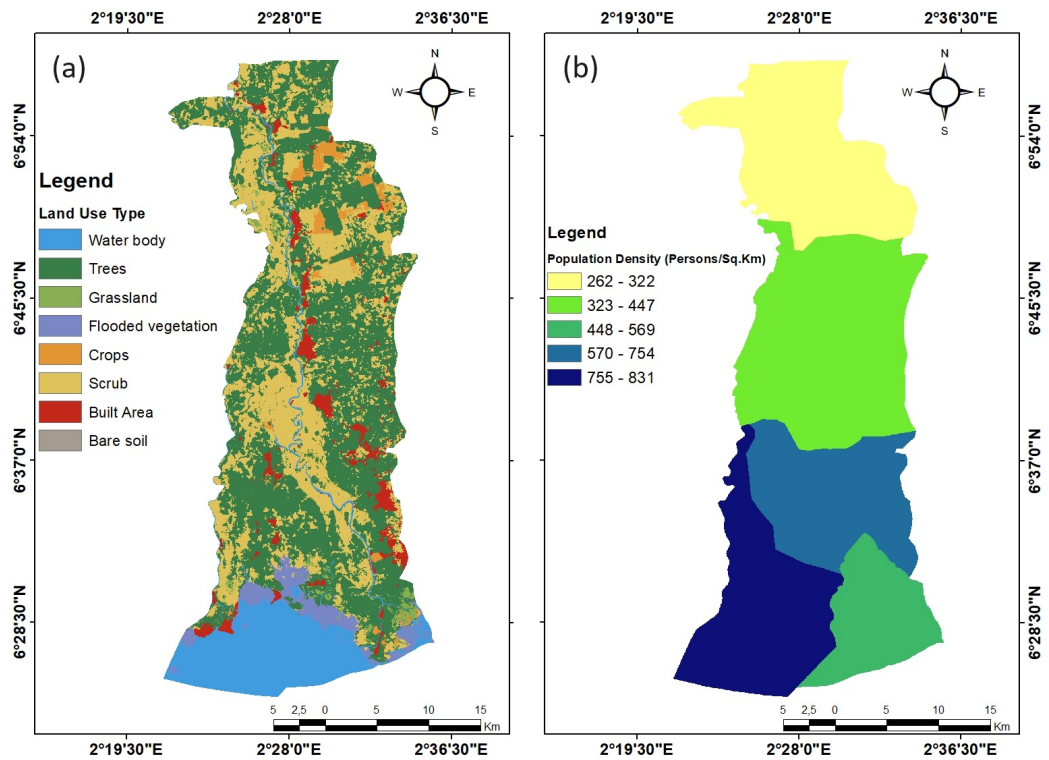 2°19'30"E 2°28'0"E 2°36'30"E
2°19'30"E 2°28'0"E 2°36'30"E
(a)
N
W E
S
6°54'0"N
6°45'30"N
6°37'0"N
6°28'30"N
Legend
Land Use Type
Water body
Trees
Grassland
Flooded vegetation
Crops
Scrub
Built Area
Bare soil
5 2,5 0 5 10 15
Km
2°19'30"E 2°28'0"E 2°36'30"E
(b)
N
W E
S
Legend
Population Density (Persons/Sq.Km)
262 - 322
323 - 447
448 - 569
570 - 754
755 - 831
6°54'0"N
6°45'30"N
6°37'0"N
6°28'30"N
5 2,5 0 5 10 15
Km
2°19'30"E 2°28'0"E 2°36'30"E